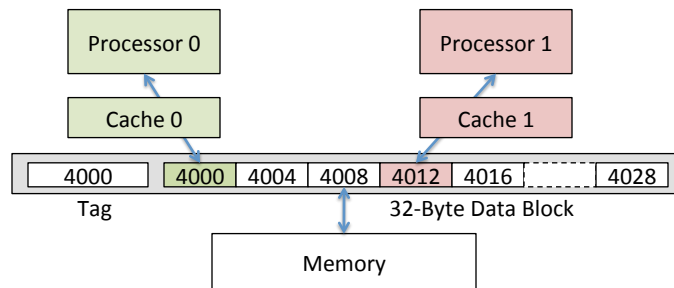 Processor 0 Processor 1
Cache 0 Cache 1
4000 4000 4004 4008 4012 4016 4028
Tag 32-Byte Data Block
Memory